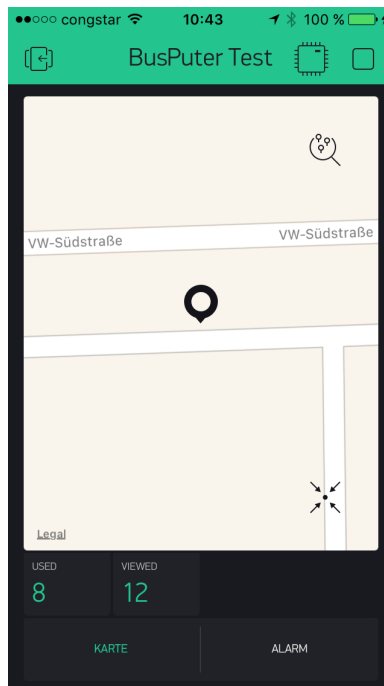 congstar 10:43 100 %
BusPuter Test
VW-Südstraße
VW-Südstraße
Legal
USED VIEWED
8 12
KARTE ALARM